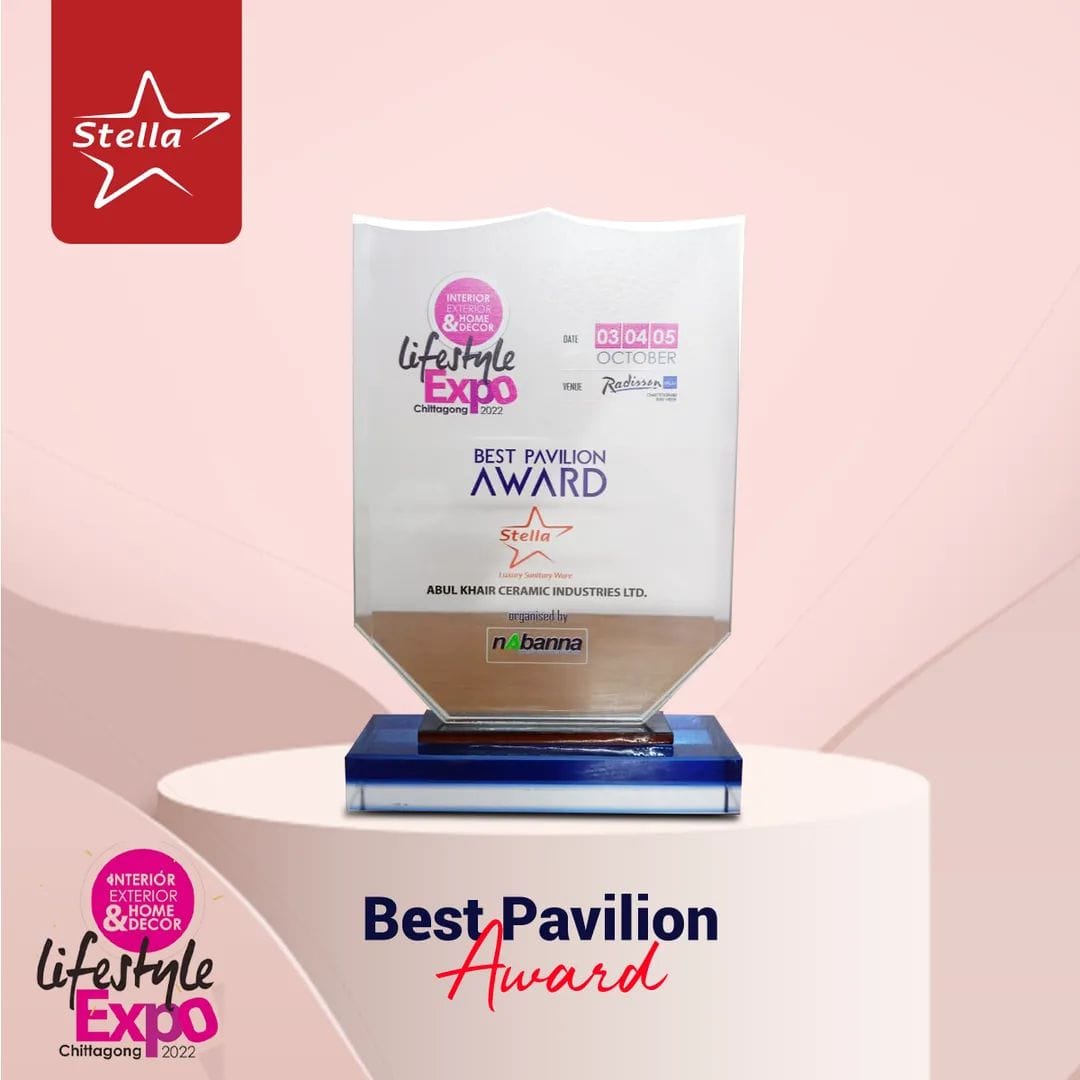 Stella
INTERIOR
EXTERIOR
& HOME
DECOR
lifestyle
Expo
Chittagong 2022
DATE 03 04 05
OCTOBER
VENUE Radisson
BEST PAVILION
AWARD
Stella
Luxury Sanitary Ware
ABUL KHAIR CERAMIC INDUSTRIES LTD.
organised by
nAbanna
INTERIÓR
EXTERIOR
& HOME
DECOR
lifestyle
Expo
Chittagong 2022
Best Pavilion
Award